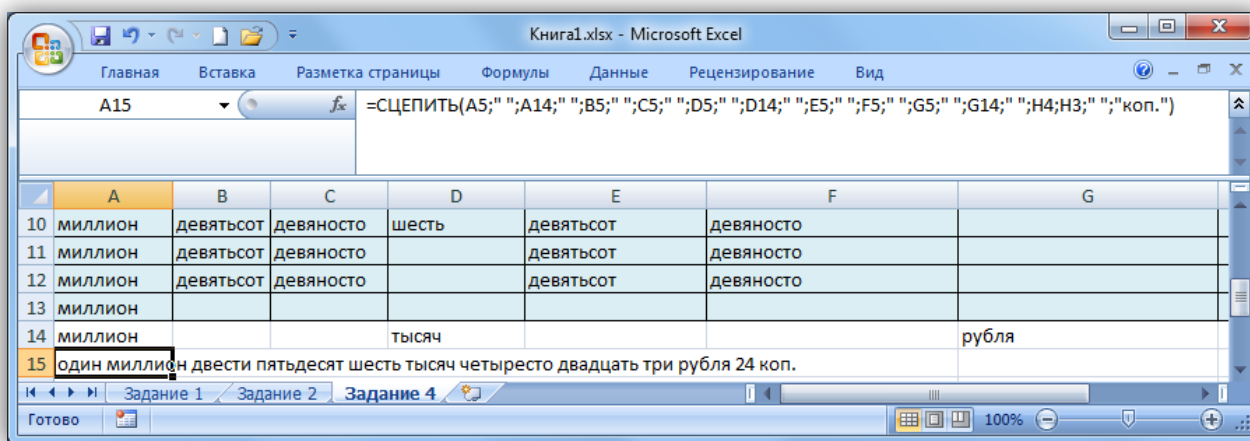 Книга1.xlsx - Microsoft Excel
Главная Вставка Разметка страницы Формулы Данные Рецензирование Вид
A15 fx =СЦЕПИТЬ(A5;" ";A14;" ";B5;" ";C5;" ";D5;" ";D14;" ";E5;" ";F5;" ";G5;" ";G14;" ";H4;H3;" ";"коп.")
A B C D E F G
10 миллион девятьсот девяносто шесть девятьсот девяносто
11 миллион девятьсот девяносто девятьсот девяносто
12 миллион девятьсот девяносто девятьсот девяносто
13 миллион
14 миллион тысяч рубля
15 один миллион двести пятьдесят шесть тысяч четыресто двадцать три рубля 24 коп.
Задание 1 Задание 2 Задание 4
Готово 100%